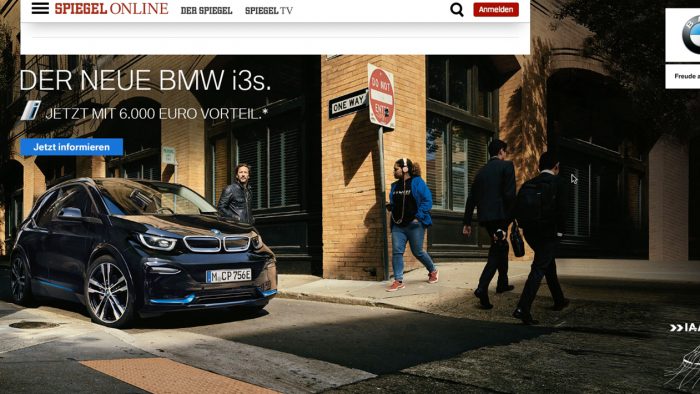 SPIEGEL ONLINE DER SPIEGEL SPIEGEL TV Anmelden
DER NEUE BMW i3s.
JETZT MIT 6.000 EURO VORTEIL.*
Jetzt informieren
ONE WAY
DO NOT
ENTER
M CP 756E
Freude a
»IAA